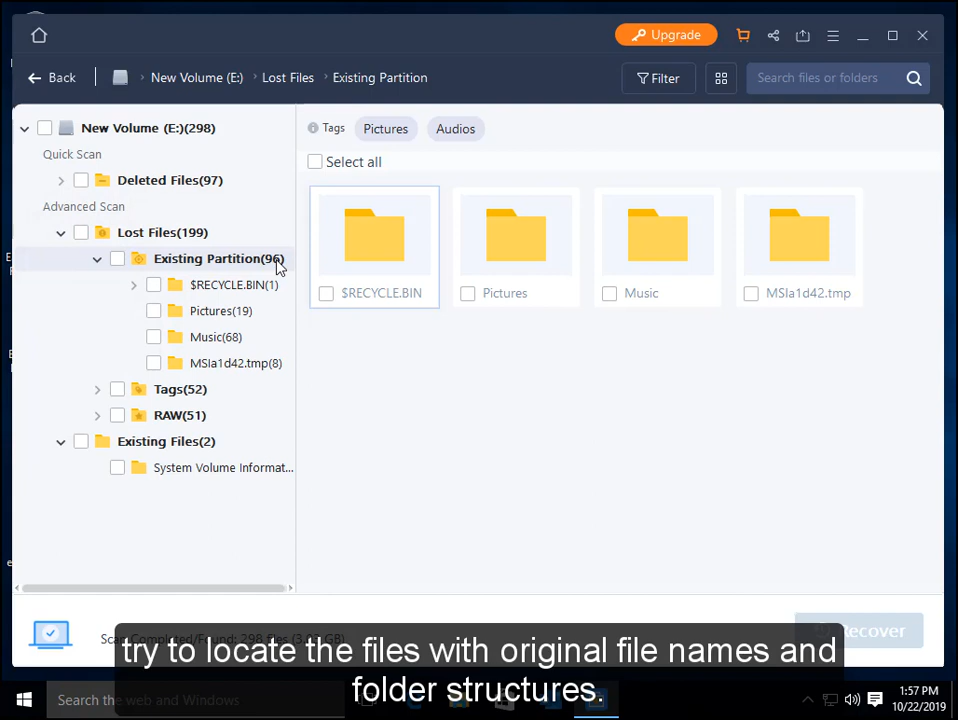 Upgrade
Back
New Volume (E:)
Lost Files
Existing Partition
Filter
Search files or folders
New Volume (E:)(298)
Quick Scan
Deleted Files(97)
Advanced Scan
Lost Files(199)
Existing Partition(96)
$RECYCLE.BIN(1)
Pictures(19)
Music(68)
MSIa1d42.tmp(8)
Tags(52)
RAW(51)
Existing Files(2)
System Volume Informat...
Tags
Pictures
Audios
Select all
$RECYCLE.BIN
Pictures
Music
MSIa1d42.tmp
Recover
try to locate the files with original file names and
folder structures.
Search the web and Windows
1:57 PM
10/22/2019